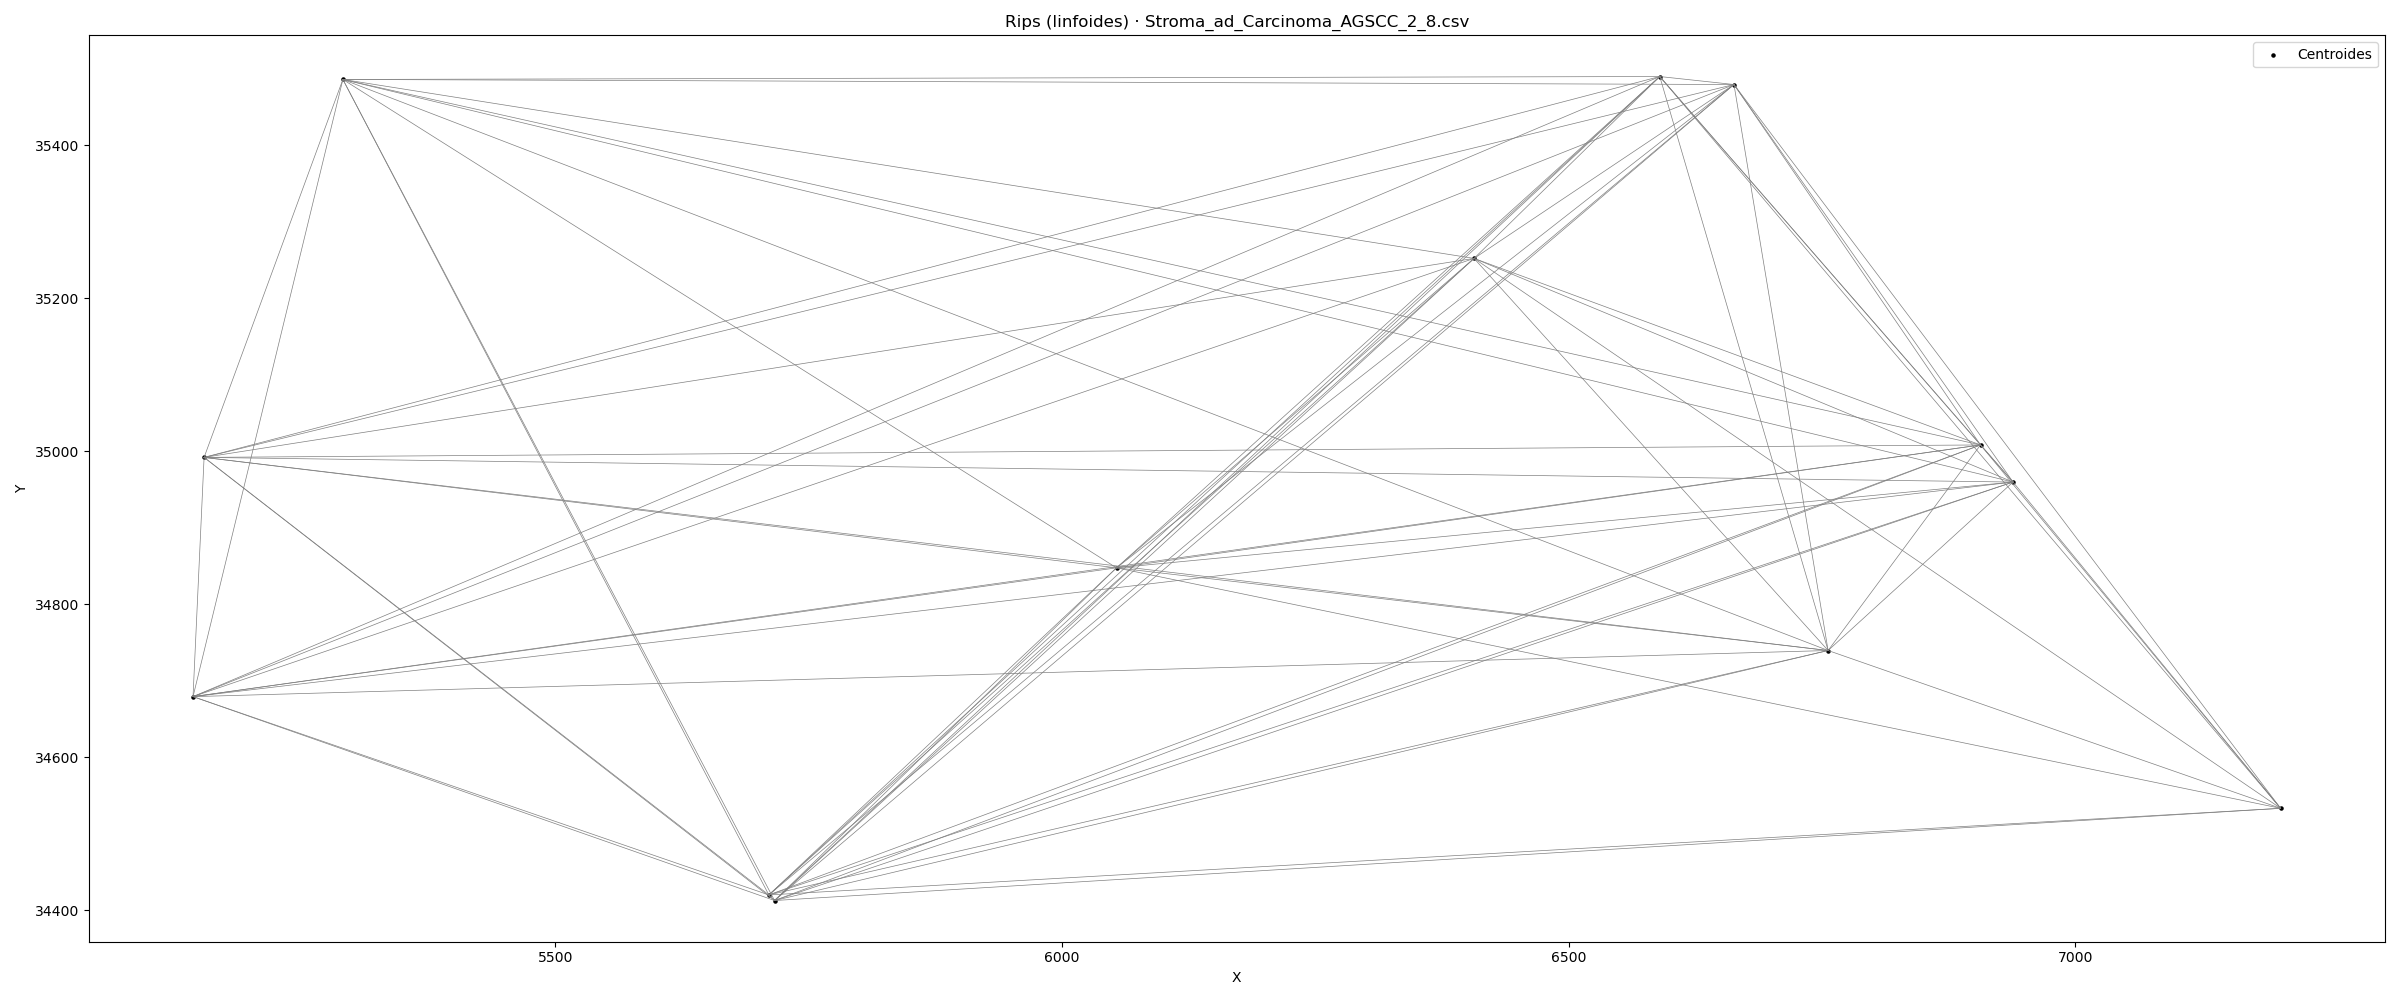 Rips (linfoides) · Stroma_ad_Carcinoma_AGSCC_2_8.csv
Centroides
35400
35200
35000
34800
34600
34400
Y
5500 6000 6500 7000
X